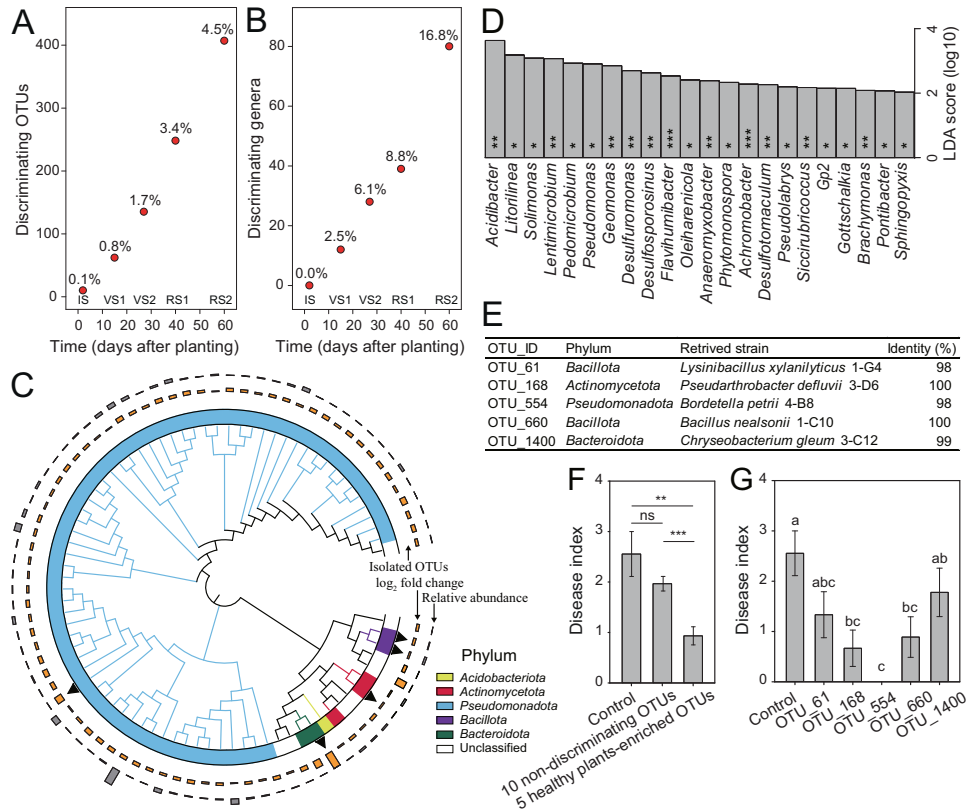 A
Discriminating OTUs
400
300
200
100
0
0.1%
0.8%
1.7%
3.4%
4.5%
IS VS1 VS2 RS1 RS2
0 10 20 30 40 50 60
Time (days after planting)
B
Discriminating genera
80
60
40
20
0
0.0%
2.5%
6.1%
8.8%
16.8%
IS VS1 VS2 RS1 RS2
0 10 20 30 40 50 60
Time (days after planting)
D
LDA score (log10)
4
2
0
** * * ** * * ** ** ** *** * ** * *** ** * ** * * ** * *
Acidibacter
Litorilinea
Solimonas
Lentimicrobium
Pedomicrobium
Pseudomonas
Geomonas
Desulfuromonas
Desulfosporosinus
Flavihumibacter
Oleiharenicola
Anaeromyxobacter
Phytomonospora
Achromobacter
Desulfotomaculum
Pseudolabrys
Siccirubricoccus
Gp2
Gottschalkia
Brachymonas
Pontibacter
Sphingopyxis
E
OTU_ID Phylum Retrived strain Identity (%)
OTU_61 Bacillota Lysinibacillus xylanilyticus 1-G4 98
OTU_168 Actinomycetota Pseudarthrobacter defluvii 3-D6 100
OTU_554 Pseudomonadota Bordetella petrii 4-B8 98
OTU_660 Bacillota Bacillus nealsonii 1-C10 100
OTU_1400 Bacteroidota Chryseobacterium gleum 3-C12 99
C
Isolated OTUs
log2 fold change
Relative abundance
Phylum
Acidobacteriota
Actinomycetota
Pseudomonadota
Bacillota
Bacteroidota
Unclassified
F
Disease index
4
3
2
1
0
**
ns
***
Control
10 non-discriminating OTUs
5 healthy plants-enriched OTUs
G
Disease index
4
3
2
1
0
a
abc
bc
c
bc
ab
Control
OTU_61
OTU_168
OTU_554
OTU_660
OTU_1400